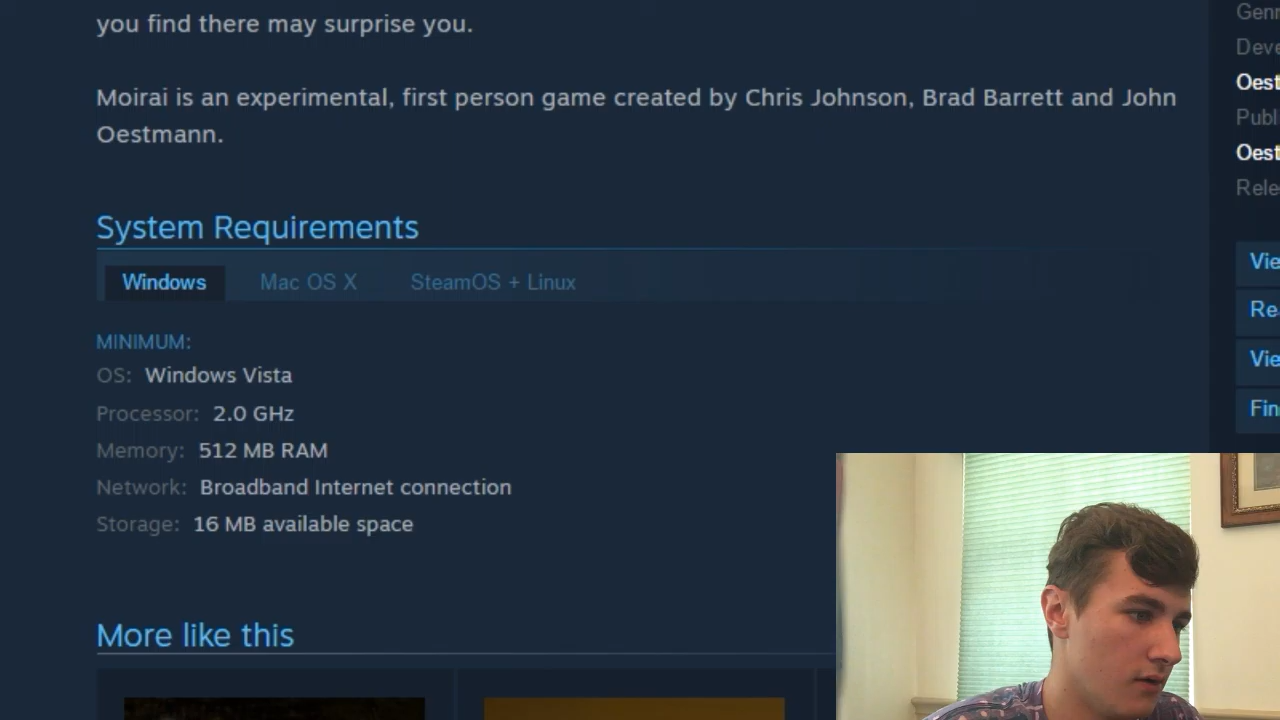 you find there may surprise you.
Moirai is an experimental, first person game created by Chris Johnson, Brad Barrett and John
Oestmann.
System Requirements
Windows Mac OS X SteamOS + Linux
MINIMUM:
OS: Windows Vista
Processor: 2.0 GHz
Memory: 512 MB RAM
Network: Broadband Internet connection
Storage: 16 MB available space
More like this